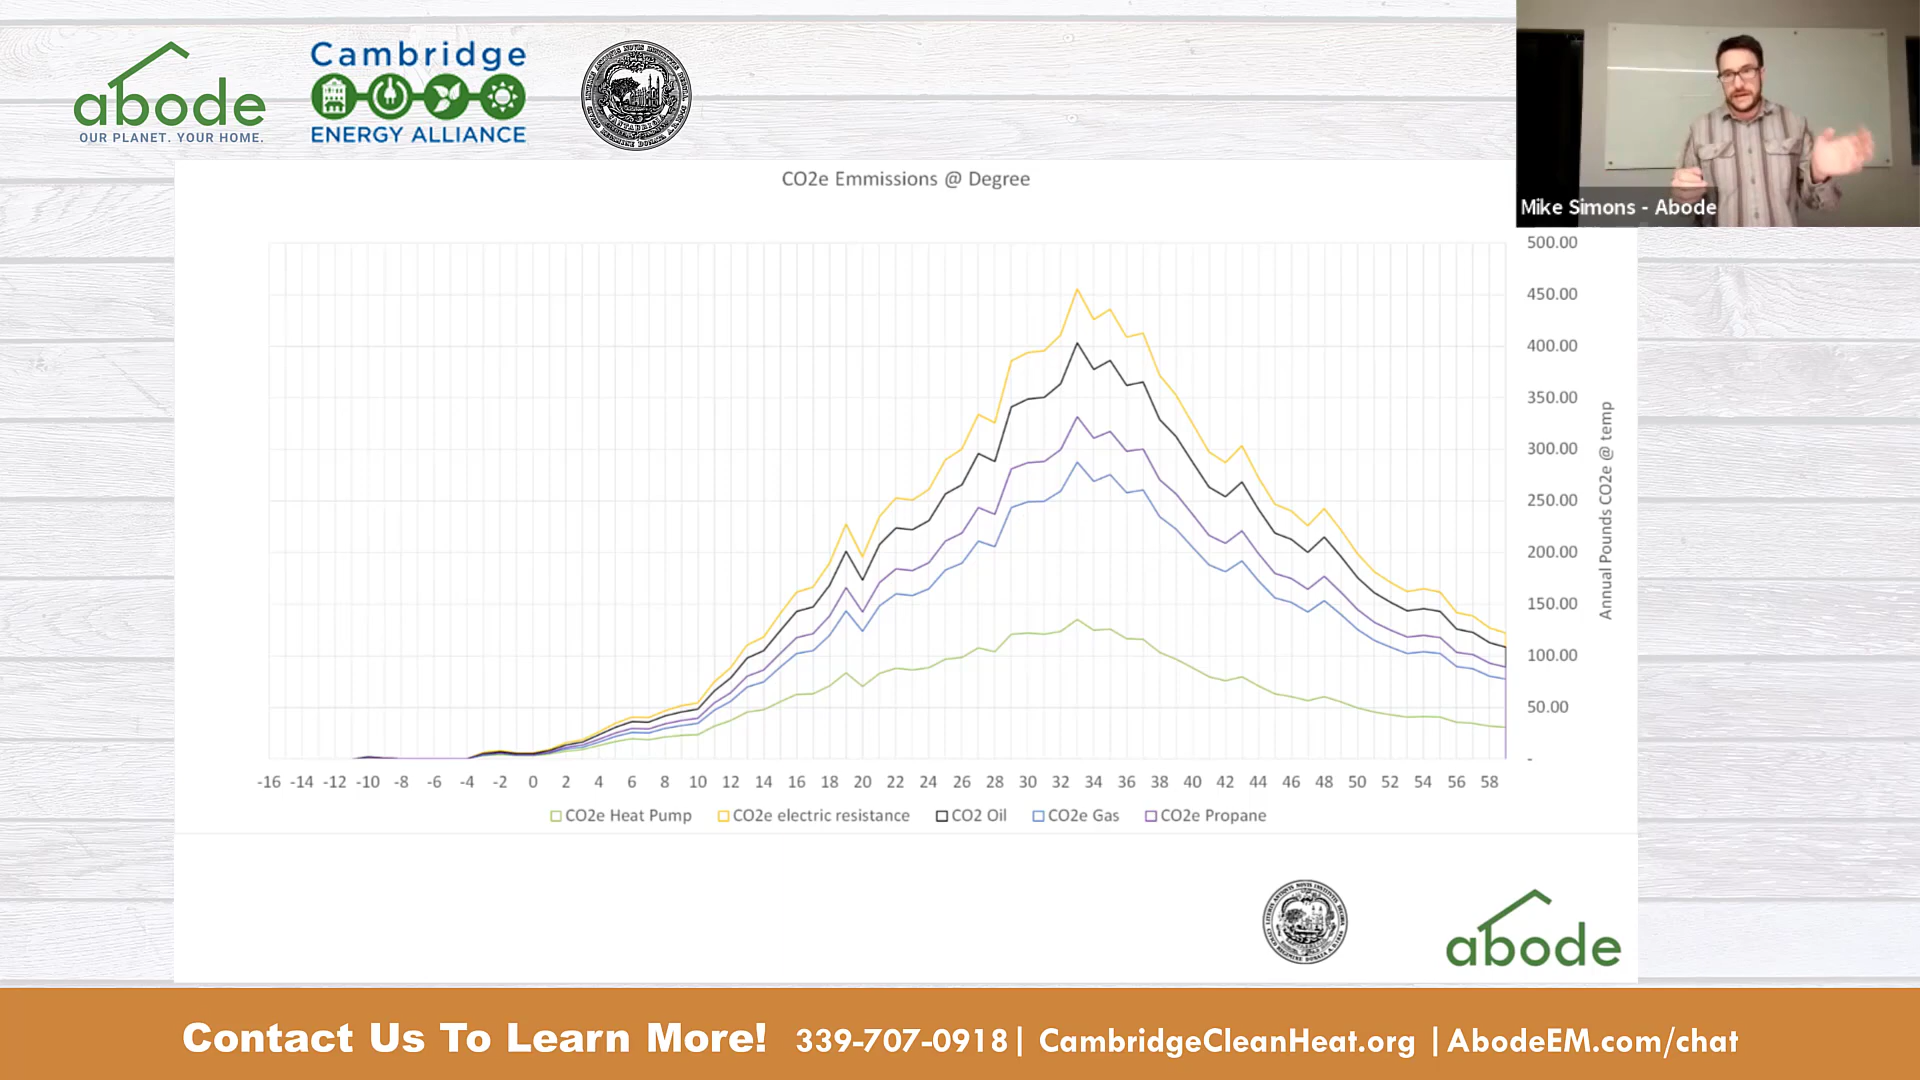 abode
OUR PLANET. YOUR HOME.
Cambridge
ENERGY ALLIANCE
Mike Simons - Abode
CO2e Emmissions @ Degree
500.00
450.00
400.00
350.00
300.00
250.00
200.00
150.00
100.00
50.00
-
Annual Pounds CO2e @ temp
-16 -14 -12 -10 -8 -6 -4 -2 0 2 4 6 8 10 12 14 16 18 20 22 24 26 28 30 32 34 36 38 40 42 44 46 48 50 52 54 56 58
CO2e Heat Pump CO2e electric resistance CO2 Oil CO2e Gas CO2e Propane
abode
Contact Us To Learn More! 339-707-0918| CambridgeCleanHeat.org |AbodeEM.com/chat